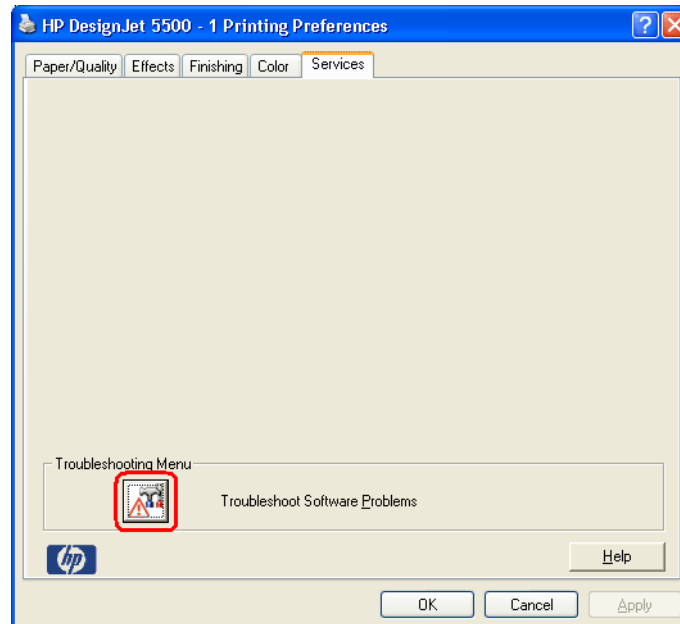 HP DesignJet 5500 - 1 Printing Preferences
Paper/Quality Effects Finishing Color Services
Troubleshooting Menu
Troubleshoot Software Problems
hp
Help
OK Cancel Apply